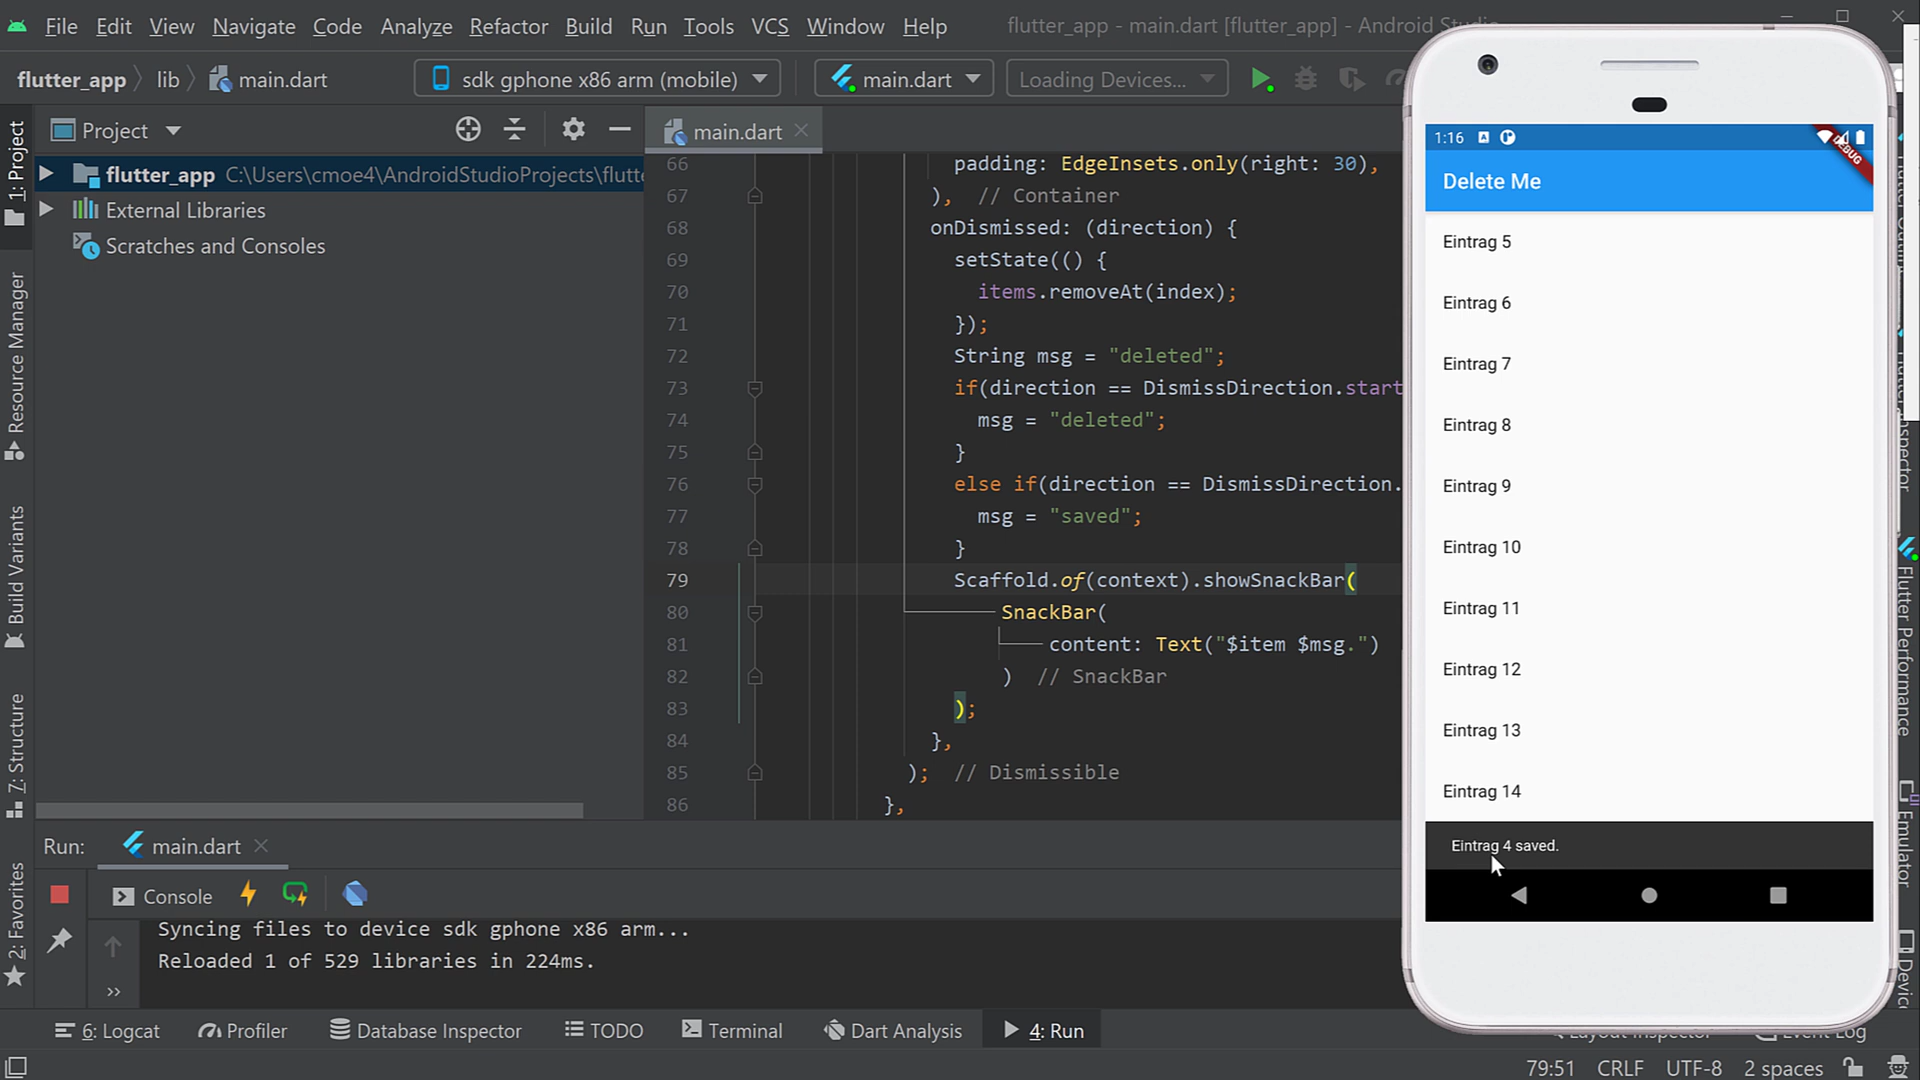 File Edit View Navigate Code Analyze Refactor Build Run Tools VCS Window Help flutter_app - main.dart [flutter_app] - Android Studio
flutter_app lib main.dart sdk gphone x86 arm (mobile) main.dart Loading Devices...
1: Project
Resource Manager
Build Variants
7: Structure
2: Favorites
Project
flutter_app C:\Users\cmoe4\AndroidStudioProjects\flutte
External Libraries
Scratches and Consoles
main.dart
66 padding: EdgeInsets.only(right: 30),
67 ), // Container
68 onDismissed: (direction) {
69 setState(() {
70 items.removeAt(index);
71 });
72 String msg = "deleted";
73 if(direction == DismissDirection.start
74 msg = "deleted";
75 }
76 else if(direction == DismissDirection.
77 msg = "saved";
78 }
79 Scaffold.of(context).showSnackBar(
80 SnackBar(
81 content: Text("$item $msg.")
82 ) // SnackBar
83 );
84 },
85 ); // Dismissible
86 },
1:16
DEBUG
Delete Me
Eintrag 5
Eintrag 6
Eintrag 7
Eintrag 8
Eintrag 9
Eintrag 10
Eintrag 11
Eintrag 12
Eintrag 13
Eintrag 14
Eintrag 4 saved.
Flutter Performance
Emulator
Run: main.dart
Console
Syncing files to device sdk gphone x86 arm...
Reloaded 1 of 529 libraries in 224ms.
6: Logcat Profiler Database Inspector TODO Terminal Dart Analysis 4: Run Layout Inspector Event Log
79:51 CRLF UTF-8 2 spaces